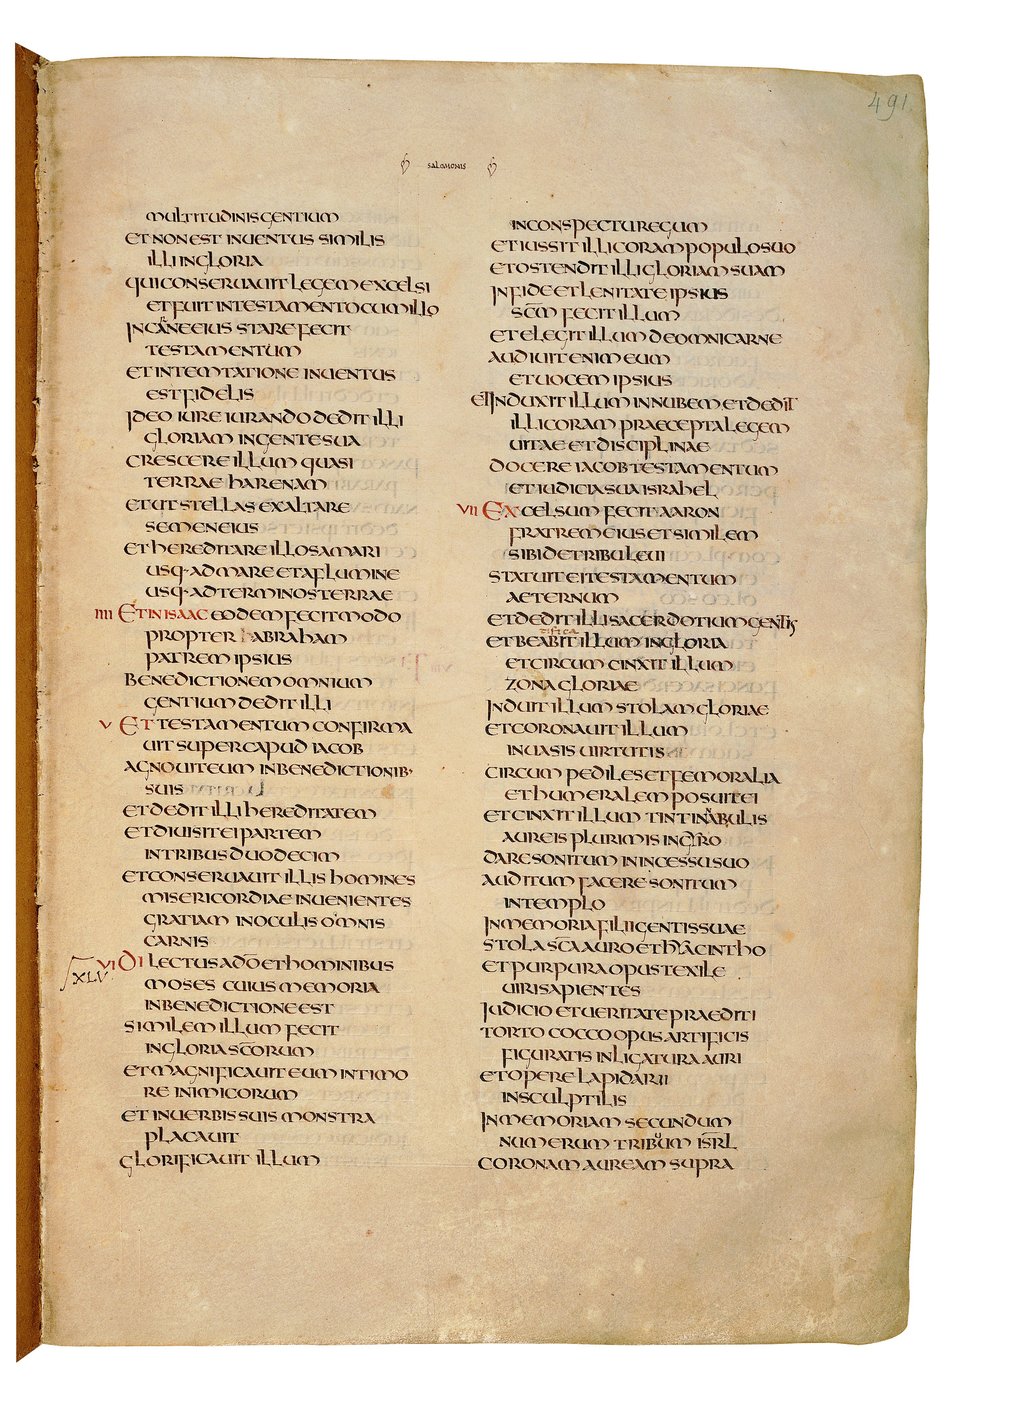 491
SALOMONIS
MULTITUDINIS GENTIUM
ET NON EST INUENTUS SIMILIS
ILLI IN GLORIA
QUI CONSERUAUIT LEGEM EXCELSI
ET FUIT IN TESTAMENTO CUM ILLO
IN CARNE EIUS STARE FECIT
TESTAMENTUM
ET IN TEMTATIONE INUENTUS
EST FIDELIS
IDEO IURE IURANDO DEDIT ILLI
GLORIAM IN GENTE SUA
CRESCERE ILLUM QUASI
TERRAE HARENAM
ET UT STELLAS EXALTARE
SEMEN EIUS
ET HEREDITARE ILLOS A MARI
USQ· AD MARE ET A FLUMINE
USQ· AD TERMINOS TERRAE
IIII ET IN ISAAC EODEM FECIT MODO
PROPTER ABRAHAM
PATREM IPSIUS
BENEDICTIONEM OMNIUM
GENTIUM DEDIT ILLI
V ET TESTAMENTUM CONFIRMA
UIT SUPER CAPUD IACOB
AGNOUIT EUM IN BENEDICTIONIB·
SUIS
ET DEDIT ILLI HEREDITATEM
ET DIUISIT EI PARTEM
IN TRIBUS DUODECIM
ET CONSERUAUIT ILLIS HOMINES
MISERICORDIAE INUENIENTES
GRATIAM IN OCULIS OMNIS
CARNIS
XLV VI DILECTUS A D̅O̅ ET HOMINIBUS
MOSES CUIUS MEMORIA
IN BENEDICTIONE EST
SIMILEM ILLUM FECIT
IN GLORIA SC̅ORUM
ET MAGNIFICAUIT EUM IN TIMO
RE INIMICORUM
ET IN UERBIS SUIS MONSTRA
PLACAUIT
GLORIFICAUIT ILLUM
IN CONSPECTU REGUM
ET IUSSIT ILLI CORAM POPULO SUO
ET OSTENDIT ILLI GLORIAM SUAM
IN FIDE ET LENITATE IPSIUS
SC̅M FECIT ILLUM
ET ELEGIT ILLUM DE OMNI CARNE
AUDIUIT ENIM EUM
ET UOCEM IPSIUS
ET INDUXIT ILLUM IN NUBEM ET DEDIT
ILLI CORAM PRAECEPTA LEGEM
UITAE ET DISCIPLINAE
DOCERE IACOB TESTAMENTUM
ET IUDICIA SUA ISRAHEL
VII EXCELSUM FECIT AARON
FRATREM EIUS ET SIMILEM
SIBI DE TRIBU LEUI
STATUIT EI TESTAMENTUM
AETERNUM
ET DEDIT ILLI SACERDOTIUM GENTIS
ET BEATIFICABIT ILLUM IN GLORIA
ET CIRCUMCINXIT ILLUM
ZONA GLORIAE
INDUIT ILLUM STOLAM GLORIAE
ET CORONAUIT ILLUM
IN UASIS UIRTUTIS
CIRCUM PEDILES ET FEMORALIA
ET HUMERALEM POSUIT EI
ET CINXIT ILLUM TINTINABULIS
AUREIS PLURIMIS IN GYRO
DARE SONITUM IN INCESSU SUO
AUDITUM FACERE SONITUM
IN TEMPLO
IN MEMORIA FILII GENTIS SUAE
STOLA SC̅A AURO ET HYACINTHO
ET PURPURA OPUS TEXILE
UIRI SAPIENTES
IUDICIO ET UERITATE PRAEDITI
TORTO COCCO OPUS ARTIFICIS
FIGURATIS IN LIGATURA AURI
ET OPERE LAPIDARII
INSCULPTILIS
IN MEMORIAM SECUNDUM
NUMERUM TRIBUUM ISR̅L
CORONAM AUREAM SUPRA